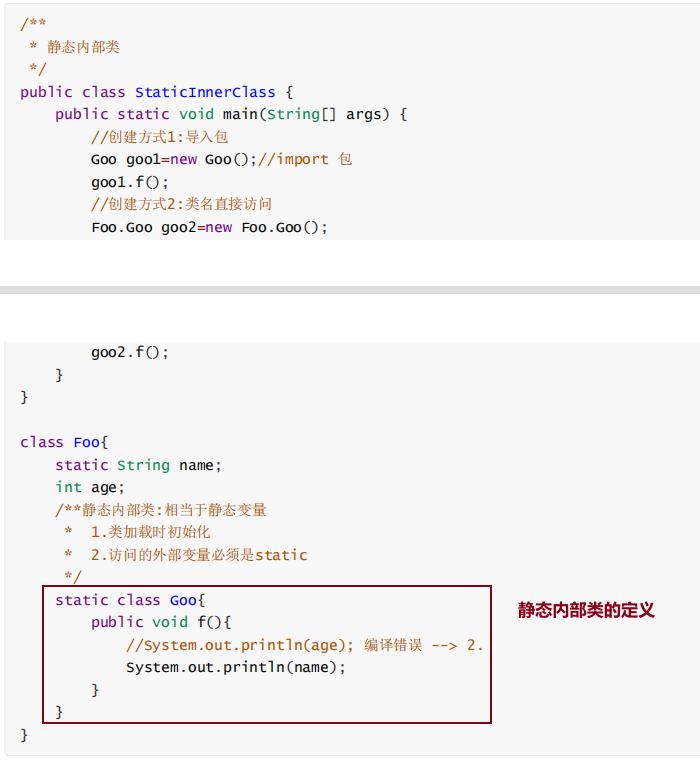 /**
 * 静态内部类
 */
public class StaticInnerClass {
    public static void main(String[] args) {
        //创建方式1:导入包
        Goo goo1=new Goo();//import 包
        goo1.f();
        //创建方式2:类名直接访问
        Foo.Goo goo2=new Foo.Goo();
        goo2.f();
    }
}
class Foo{
    static String name;
    int age;
    /**静态内部类:相当于静态变量
     *  1.类加载时初始化
     *  2.访问的外部变量必须是static
     */
    static class Goo{
静态内部类的定义
        public void f(){
            //System.out.println(age); 编译错误 --> 2.
            System.out.println(name);
        }
    }
}